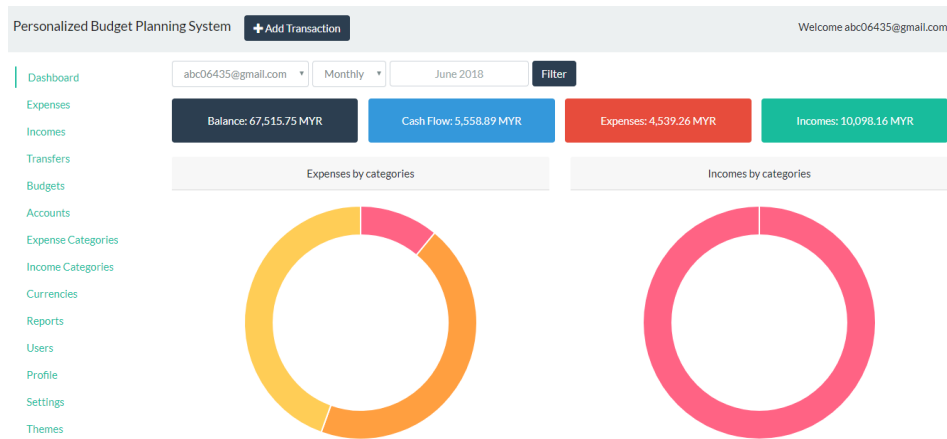 Personalized Budget Planning System
Add Transaction
Welcome abc06435@gmail.com
Dashboard
Expenses
Incomes
Transfers
Budgets
Accounts
Expense Categories
Income Categories
Currencies
Reports
Users
Profile
Settings
Themes
abc06435@gmail.com
Monthly
June 2018
Filter
Balance: 67,515.75 MYR
Cash Flow: 5,558.89 MYR
Expenses: 4,539.26 MYR
Incomes: 10,098.16 MYR
Expenses by categories
Incomes by categories